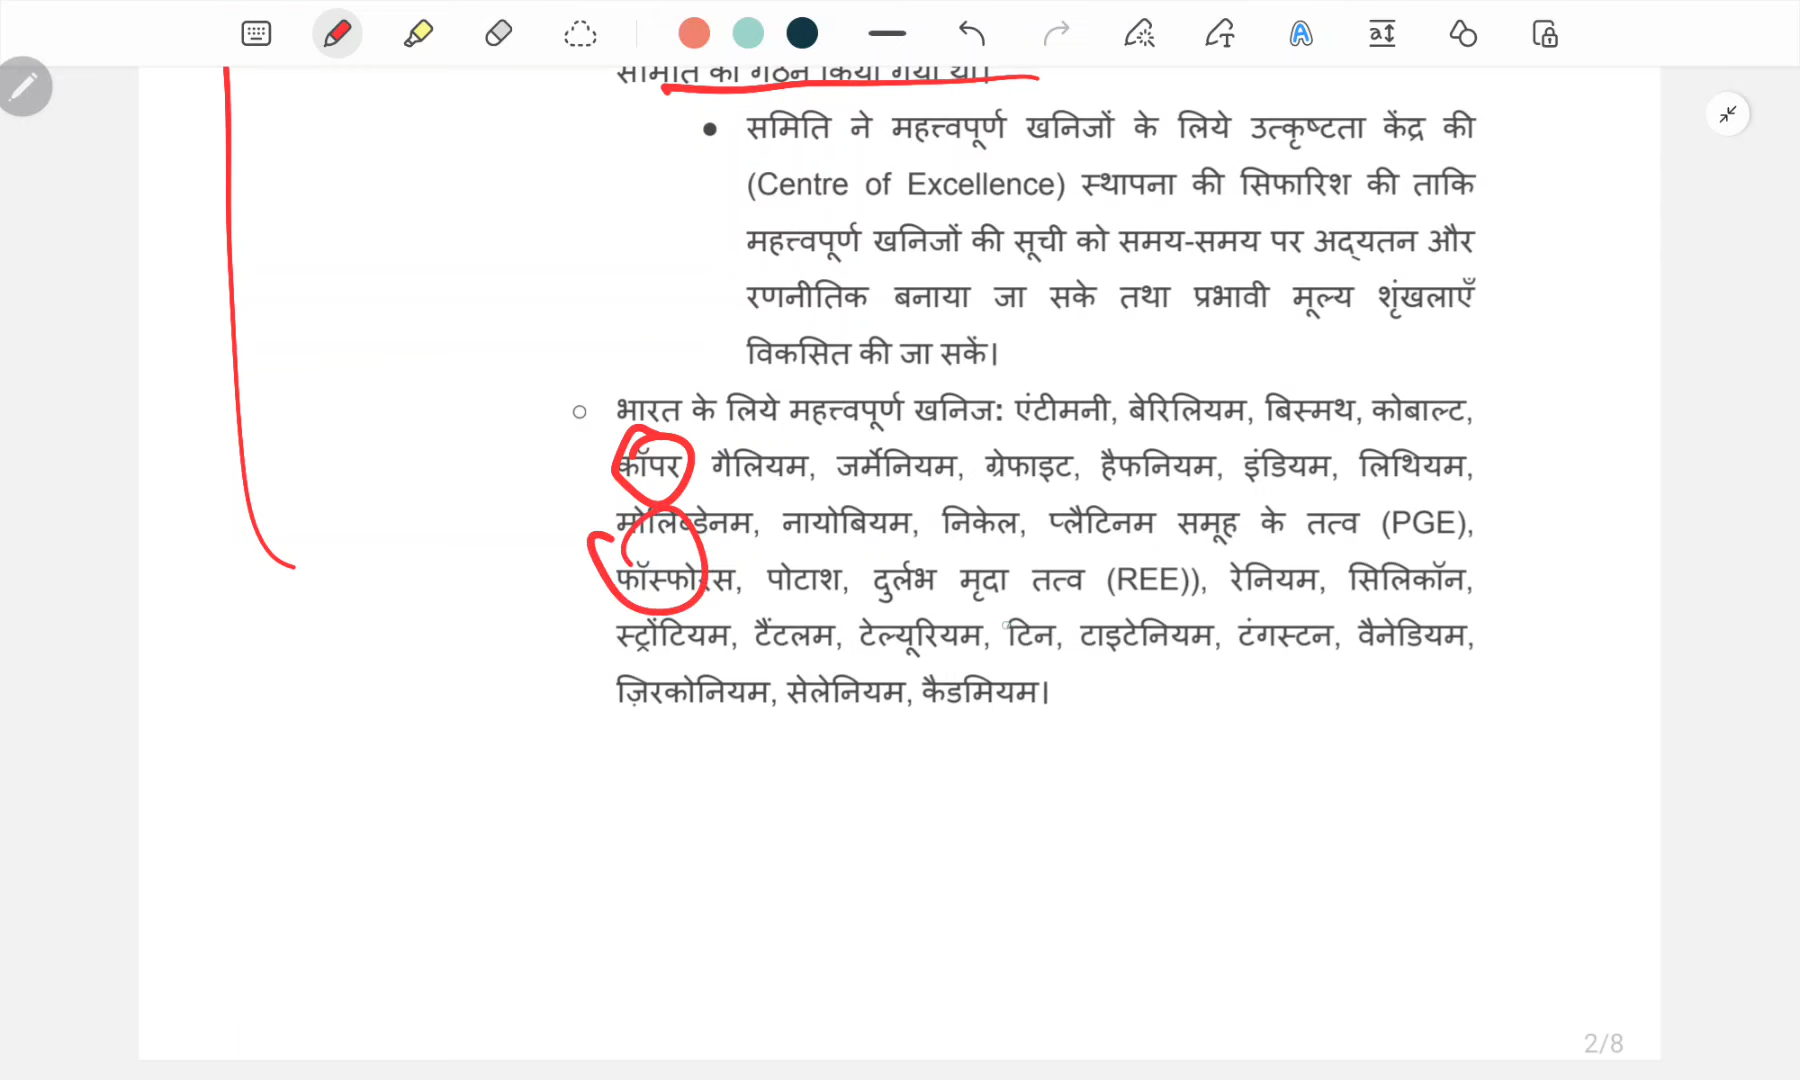 समिति का गठन किया गया था।
● समिति ने महत्त्वपूर्ण खनिजों के लिये उत्कृष्टता केंद्र की
(Centre of Excellence) स्थापना की सिफारिश की ताकि
महत्त्वपूर्ण खनिजों की सूची को समय-समय पर अद्यतन और
रणनीतिक बनाया जा सके तथा प्रभावी मूल्य शृंखलाएँ
विकसित की जा सकें।
○ भारत के लिये महत्त्वपूर्ण खनिज: एंटीमनी, बेरिलियम, बिस्मथ, कोबाल्ट,
कॉपर गैलियम, जर्मेनियम, ग्रेफाइट, हैफनियम, इंडियम, लिथियम,
मोलिब्डेनम, नायोबियम, निकेल, प्लैटिनम समूह के तत्व (PGE),
फॉस्फोरस, पोटाश, दुर्लभ मृदा तत्व (REE)), रेनियम, सिलिकॉन,
स्ट्रोंटियम, टैंटलम, टेल्यूरियम, टिन, टाइटेनियम, टंगस्टन, वैनेडियम,
ज़िरकोनियम, सेलेनियम, कैडमियम।
2/8